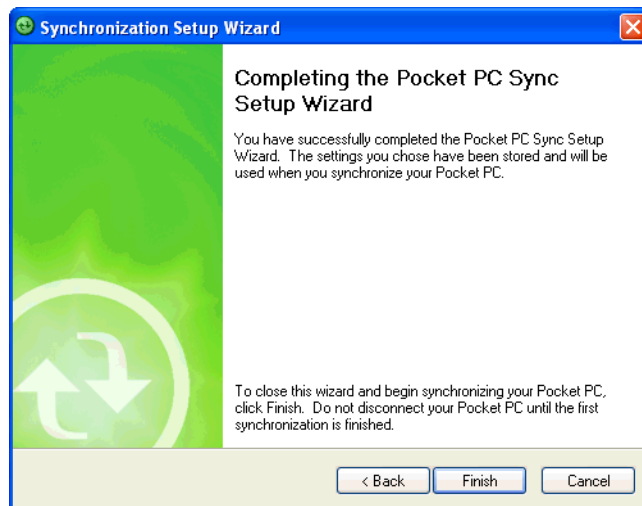 Synchronization Setup Wizard
Completing the Pocket PC Sync
Setup Wizard
You have successfully completed the Pocket PC Sync Setup
Wizard. The settings you chose have been stored and will be
used when you synchronize your Pocket PC.
To close this wizard and begin synchronizing your Pocket PC,
click Finish. Do not disconnect your Pocket PC until the first
synchronization is finished.
< Back Finish Cancel